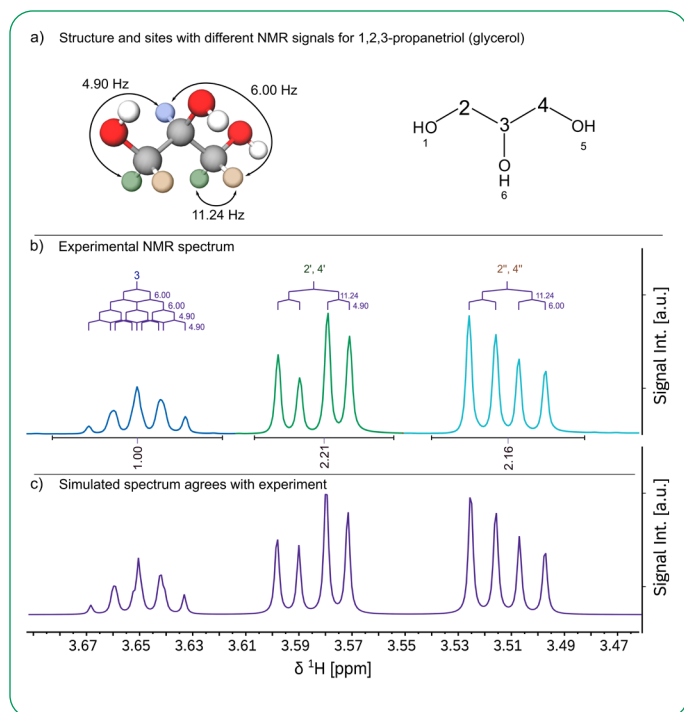 a) Structure and sites with different NMR signals for 1,2,3-propanetriol (glycerol)
4.90 Hz
6.00 Hz
11.24 Hz
2 4
HO 3 OH
1 5
O
H
6
b) Experimental NMR spectrum
3
6.00
6.00
4.90
4.90
2', 4'
11.24
4.90
2", 4"
11.24
6.00
Signal Int. [a.u.]
1.00
2.21
2.16
c) Simulated spectrum agrees with experiment
Signal Int. [a.u.]
3.67 3.65 3.63 3.61 3.59 3.57 3.55 3.53 3.51 3.49 3.47
δ ¹H [ppm]